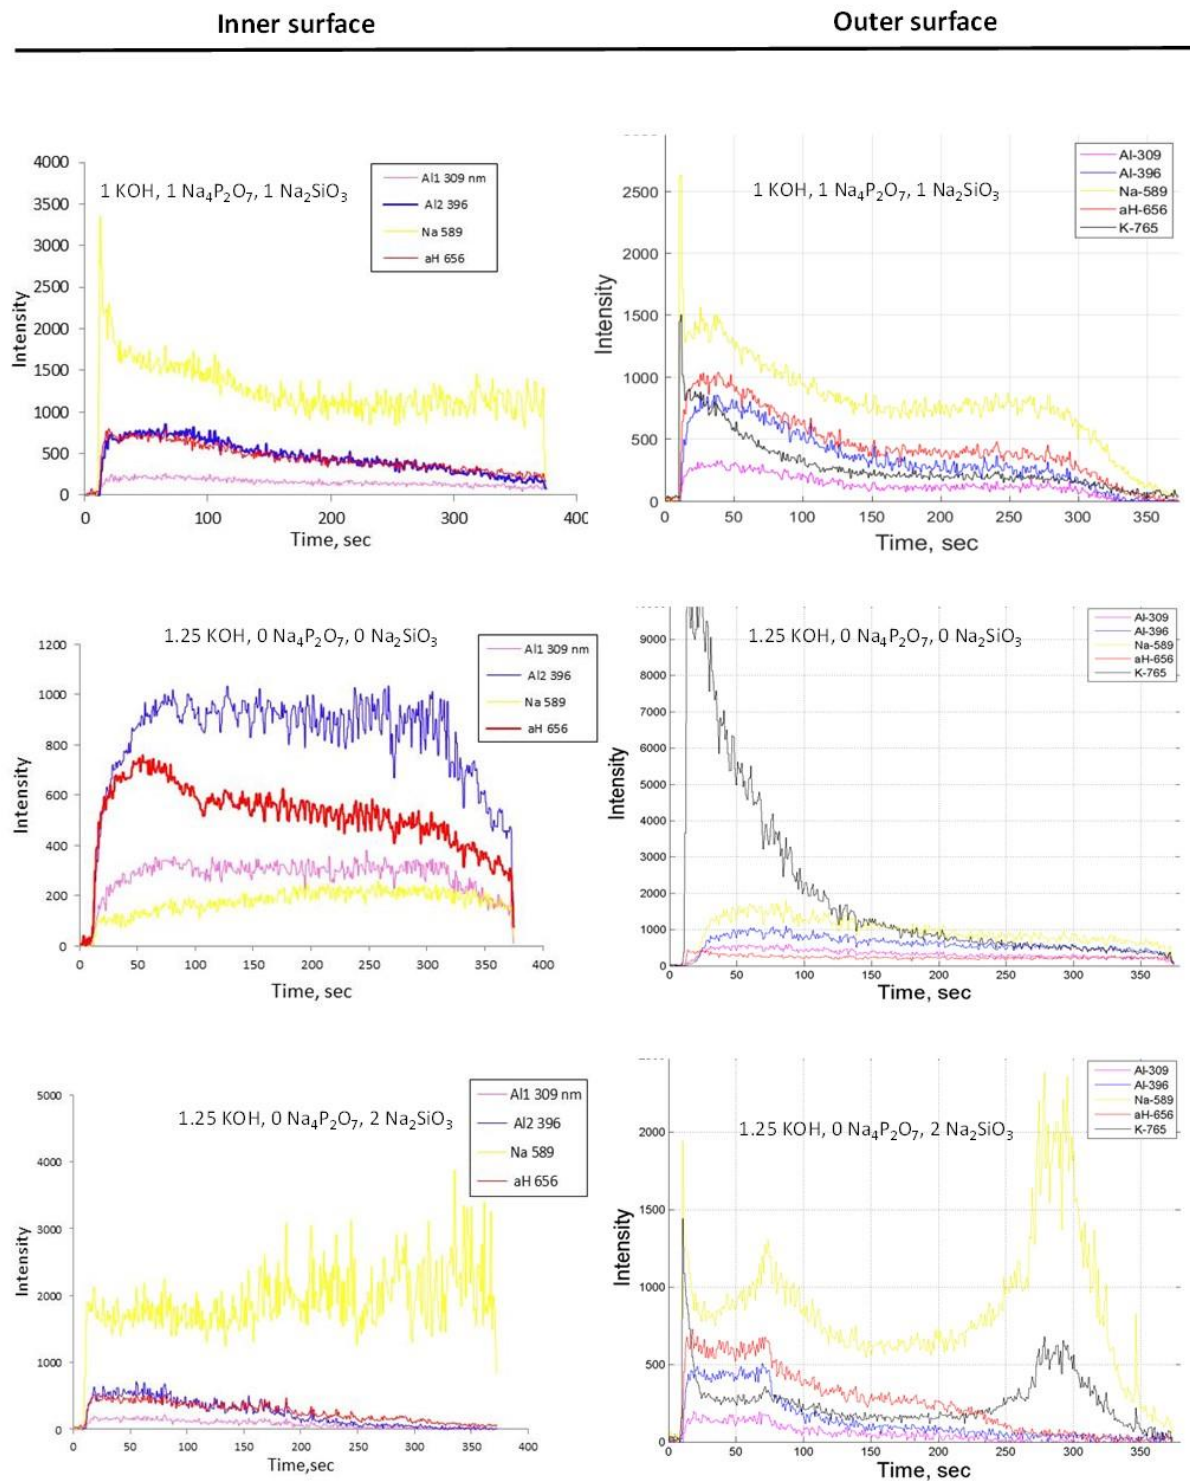 Inner surface
Outer surface
1 KOH, 1 Na₄P₂O₇, 1 Na₂SiO₃
Al1 309 nm
Al2 396
Na 589
aH 656
4000
3500
3000
2500
2000
1500
1000
500
0
Intensity
0 100 200 300 400
Time, sec
1 KOH, 1 Na₄P₂O₇, 1 Na₂SiO₃
Al-309
Al-396
Na-589
aH-656
K-765
2500
2000
1500
1000
500
0
Intensity
0 50 100 150 200 250 300 350
Time, sec
1.25 KOH, 0 Na₄P₂O₇, 0 Na₂SiO₃
Al1 309 nm
Al2 396
Na 589
aH 656
1200
1000
800
600
400
200
0
Intensity
0 50 100 150 200 250 300 350 400
Time, sec
1.25 KOH, 0 Na₄P₂O₇, 0 Na₂SiO₃
Al-309
Al-396
Na-589
aH-656
K-765
9000
8000
7000
6000
5000
4000
3000
2000
1000
0
Intensity
0 50 100 150 200 250 300 350
Time, sec
1.25 KOH, 0 Na₄P₂O₇, 2 Na₂SiO₃
Al1 309 nm
Al2 396
Na 589
aH 656
5000
4000
3000
2000
1000
0
Intensity
0 50 100 150 200 250 300 350 400
Time,sec
1.25 KOH, 0 Na₄P₂O₇, 2 Na₂SiO₃
Al-309
Al-396
Na-589
aH-656
K-765
2000
1500
1000
500
0
Intensity
0 50 100 150 200 250 300 350
Time, sec